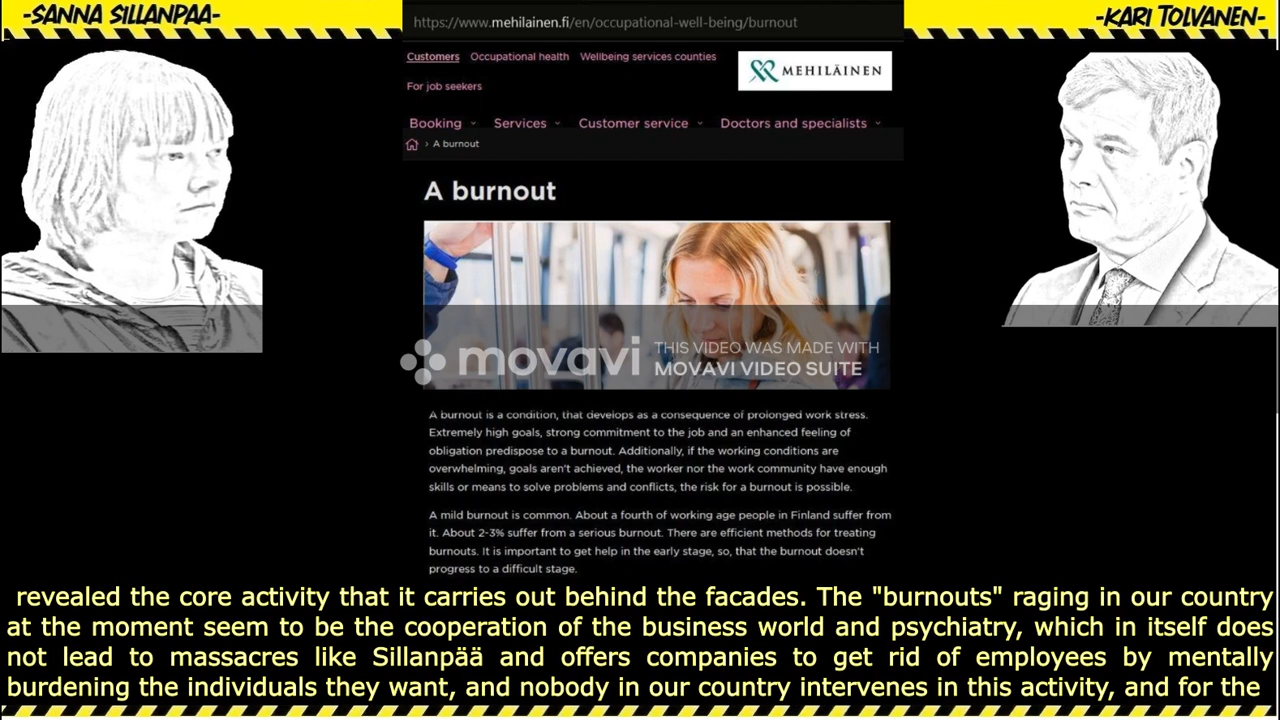 -SANNA SILLANPAA-
https://www.mehilainen.fi/en/occupational-well-being/burnout
-KARI TOLVANEN-
Customers Occupational health Wellbeing services counties
For job seekers
MEHILÄINEN
Booking Services Customer service Doctors and specialists
A burnout
A burnout
movavi THIS VIDEO WAS MADE WITH
MOVAVI VIDEO SUITE
A burnout is a condition, that develops as a consequence of prolonged work stress.
Extremely high goals, strong commitment to the job and an enhanced feeling of
obligation predispose to a burnout. Additionally, if the working conditions are
overwhelming, goals aren't achieved, the worker nor the work community have enough
skills or means to solve problems and conflicts, the risk for a burnout is possible.
A mild burnout is common. About a fourth of working age people in Finland suffer from
it. About 2-3% suffer from a serious burnout. There are efficient methods for treating
burnouts. It is important to get help in the early stage, so, that the burnout doesn't
progress to a difficult stage.
revealed the core activity that it carries out behind the facades. The "burnouts" raging in our country
at the moment seem to be the cooperation of the business world and psychiatry, which in itself does
not lead to massacres like Sillanpää and offers companies to get rid of employees by mentally
burdening the individuals they want, and nobody in our country intervenes in this activity, and for the